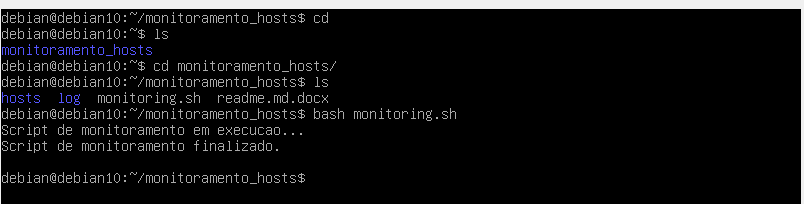 debian@debian10:~/monitoramento_hosts$ cd
debian@debian10:~$ ls
monitoramento_hosts
debian@debian10:~$ cd monitoramento_hosts/
debian@debian10:~/monitoramento_hosts$ ls
hosts  log  monitoring.sh  readme.md.docx
debian@debian10:~/monitoramento_hosts$ bash monitoring.sh
Script de monitoramento em execucao...
Script de monitoramento finalizado.
debian@debian10:~/monitoramento_hosts$